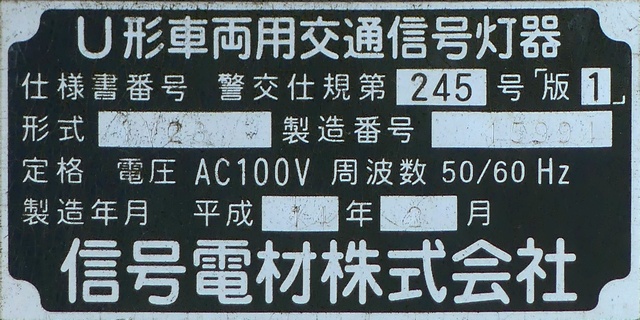 U形車両用交通信号灯器
仕様書番号 警交仕規第 245 号「版 1」
形式 製造番号
定格 電圧 AC100V 周波数 50/60 Hz
製造年月 平成 年 月
信号電材株式会社